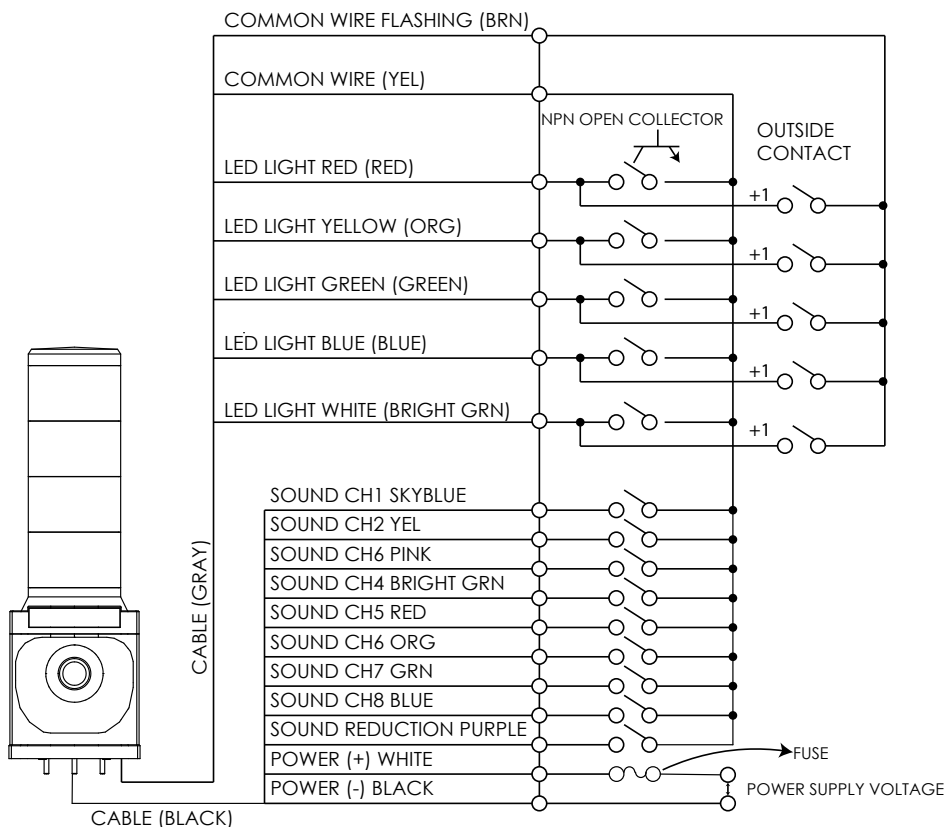 COMMON WIRE FLASHING (BRN)
COMMON WIRE (YEL)
NPN OPEN COLLECTOR
OUTSIDE
CONTACT
LED LIGHT RED (RED)
+1
LED LIGHT YELLOW (ORG)
+1
LED LIGHT GREEN (GREEN)
+1
LED LIGHT BLUE (BLUE)
+1
LED LIGHT WHITE (BRIGHT GRN)
+1
SOUND CH1 SKYBLUE
SOUND CH2 YEL
SOUND CH6 PINK
SOUND CH4 BRIGHT GRN
SOUND CH5 RED
SOUND CH6 ORG
SOUND CH7 GRN
SOUND CH8 BLUE
SOUND REDUCTION PURPLE
POWER (+) WHITE
FUSE
POWER (-) BLACK
POWER SUPPLY VOLTAGE
CABLE (GRAY)
CABLE (BLACK)